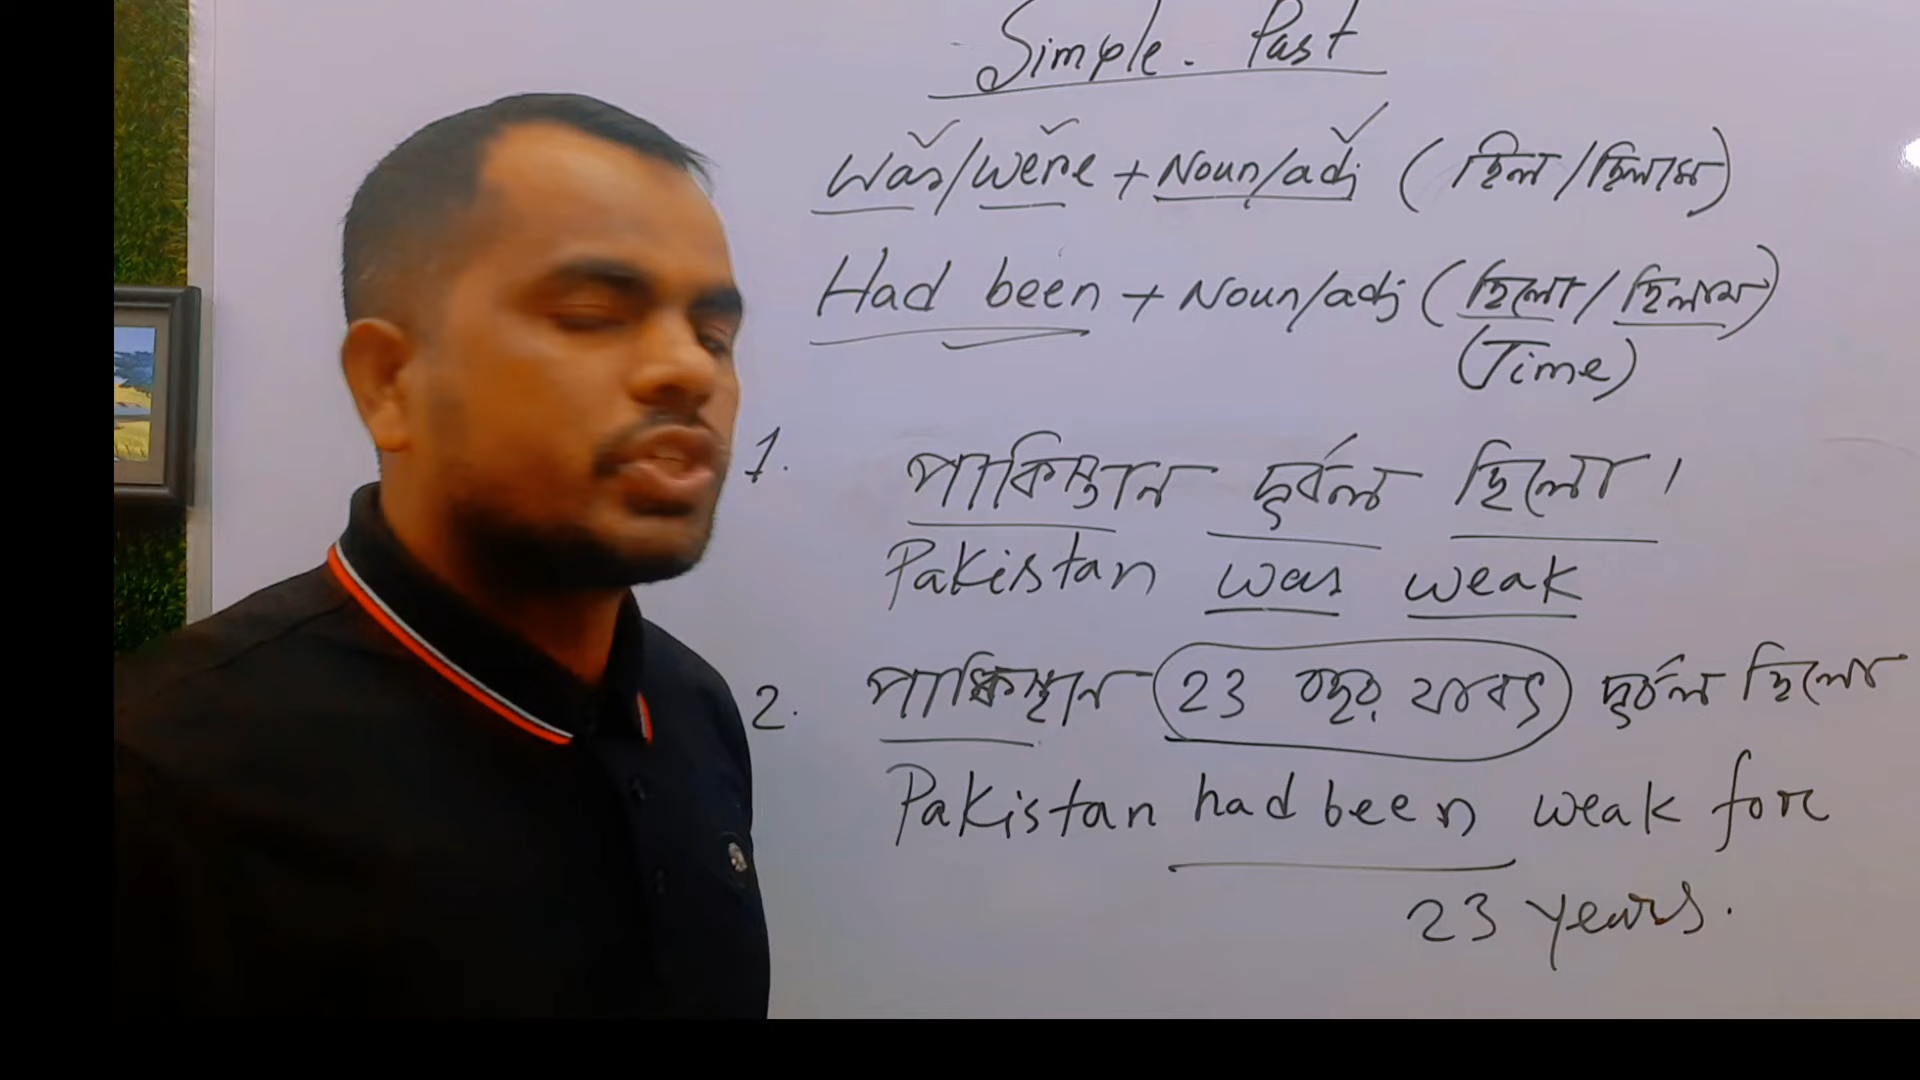 Simple. Past
Was/were + Noun/adj (ছিল/ছিলাম)
Had been + Noun/adj (ছিলো/ছিলাম)
(Time)
1. পাকিস্তান দুর্বল ছিলো।
Pakistan was weak
2. পাকিস্থান 23 বছর যাবৎ দুর্বল ছিলো
Pakistan had been weak for
23 years.